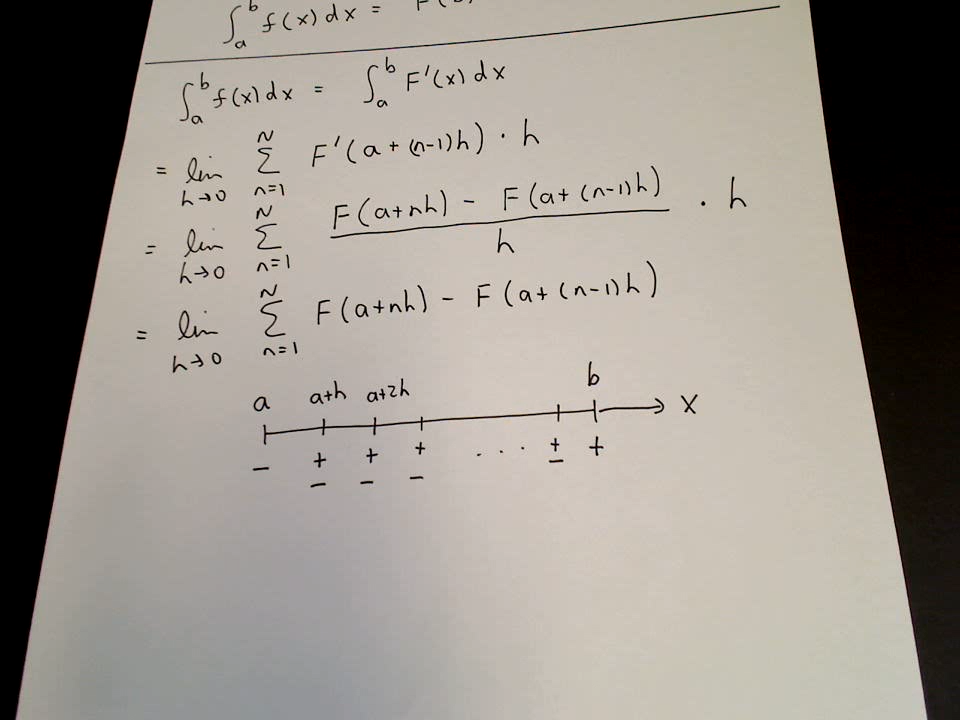 ∫_a^b f(x) dx =
∫_a^b f(x) dx = ∫_a^b F'(x) dx
= lim_{h→0} Σ_{n=1}^N F'(a + (n-1)h) · h
= lim_{h→0} Σ_{n=1}^N \frac{F(a+nh) - F(a+(n-1)h)}{h} · h
= lim_{h→0} Σ_{n=1}^N F(a+nh) - F(a+(n-1)h)
a a+h a+2h b
x
- + + + . . . + +
- - - -